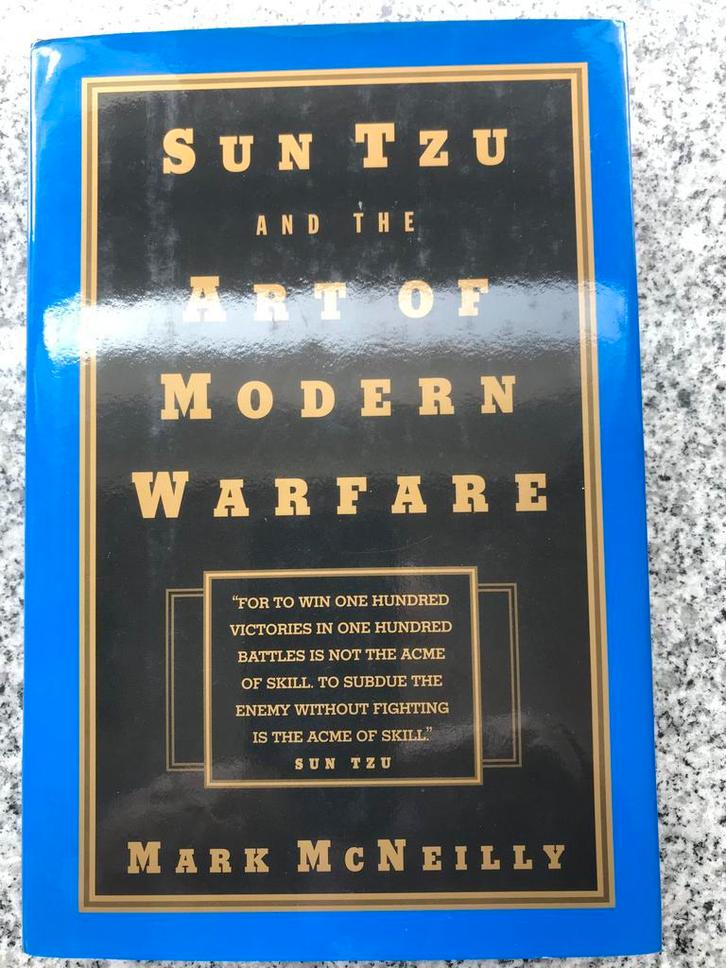 SUN TZU
AND THE
ART OF
MODERN
WARFARE
“FOR TO WIN ONE HUNDRED
VICTORIES IN ONE HUNDRED
BATTLES IS NOT THE ACME
OF SKILL. TO SUBDUE THE
ENEMY WITHOUT FIGHTING
IS THE ACME OF SKILL.”
SUN TZU
MARK MCNEILLY